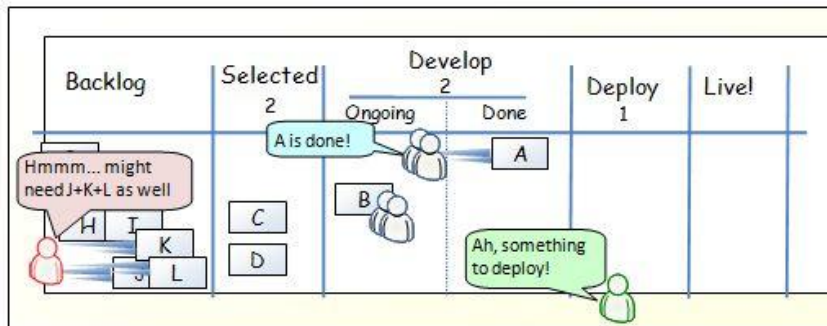 Backlog
Selected
2
Develop
2
Ongoing
Done
Deploy
1
Live!
A is done!
A
Hmmm... might
need J+K+L as well
B
H I
C
K
D
J L
Ah, something
to deploy!